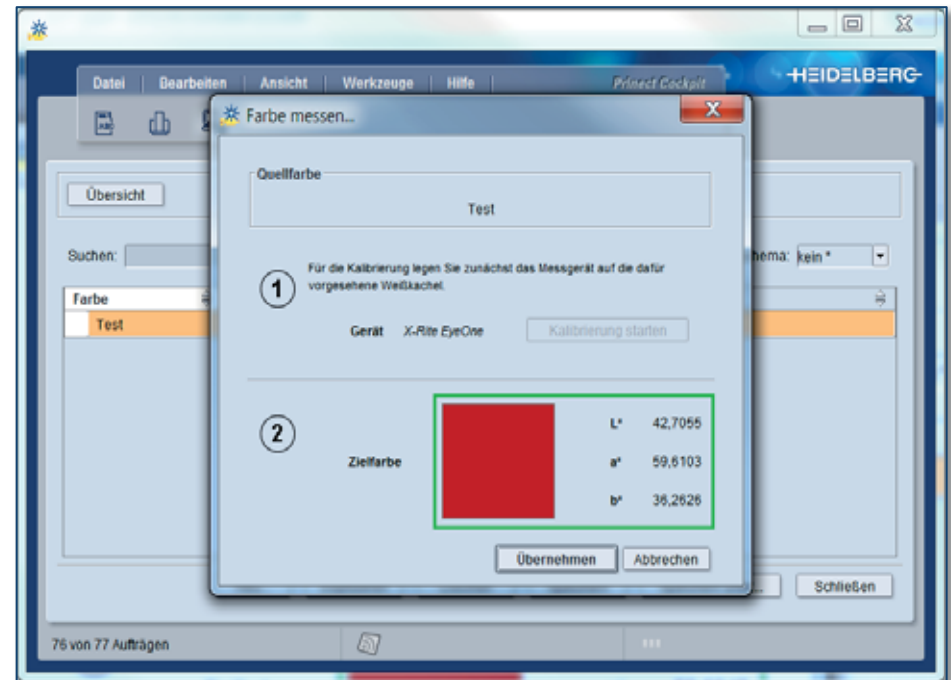 Datei | Bearbeiten | Ansicht | Werkzeuge | Hilfe | Prinect Cockpit
HEIDELBERG
Farbe messen...
X
Übersicht
Quellfarbe
Test
Suchen:
kein *
Farbe
Test
1
Für die Kalibrierung legen Sie zunächst das Messgerät auf die dafür
vorgesehene Weißkachel.
Gerät X-Rite EyeOne Kalibrierung starten
2
Zielfarbe
L* 42,7055
a* 59,6103
b* 36,2626
Übernehmen Abbrechen
Schließen
76 von 77 Aufträgen